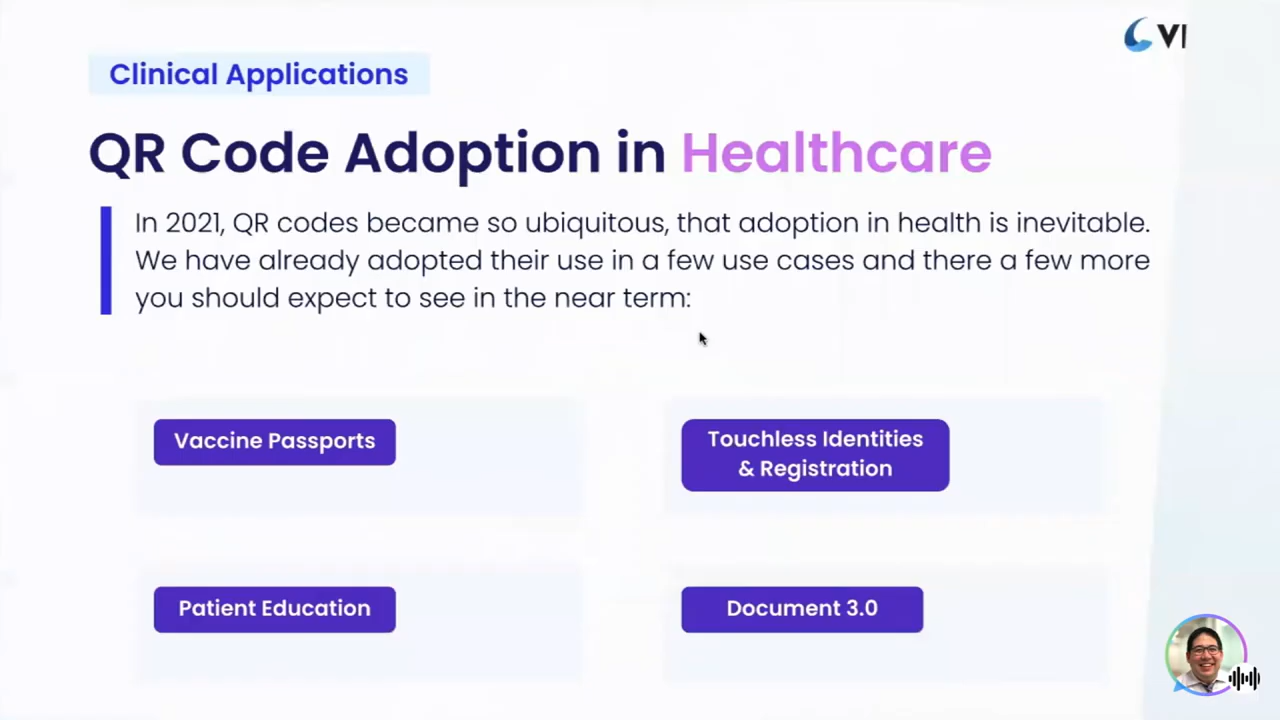 VI
Clinical Applications
QR Code Adoption in Healthcare
In 2021, QR codes became so ubiquitous, that adoption in health is inevitable.
We have already adopted their use in a few use cases and there a few more
you should expect to see in the near term:
Vaccine Passports
Touchless Identities
& Registration
Patient Education
Document 3.0